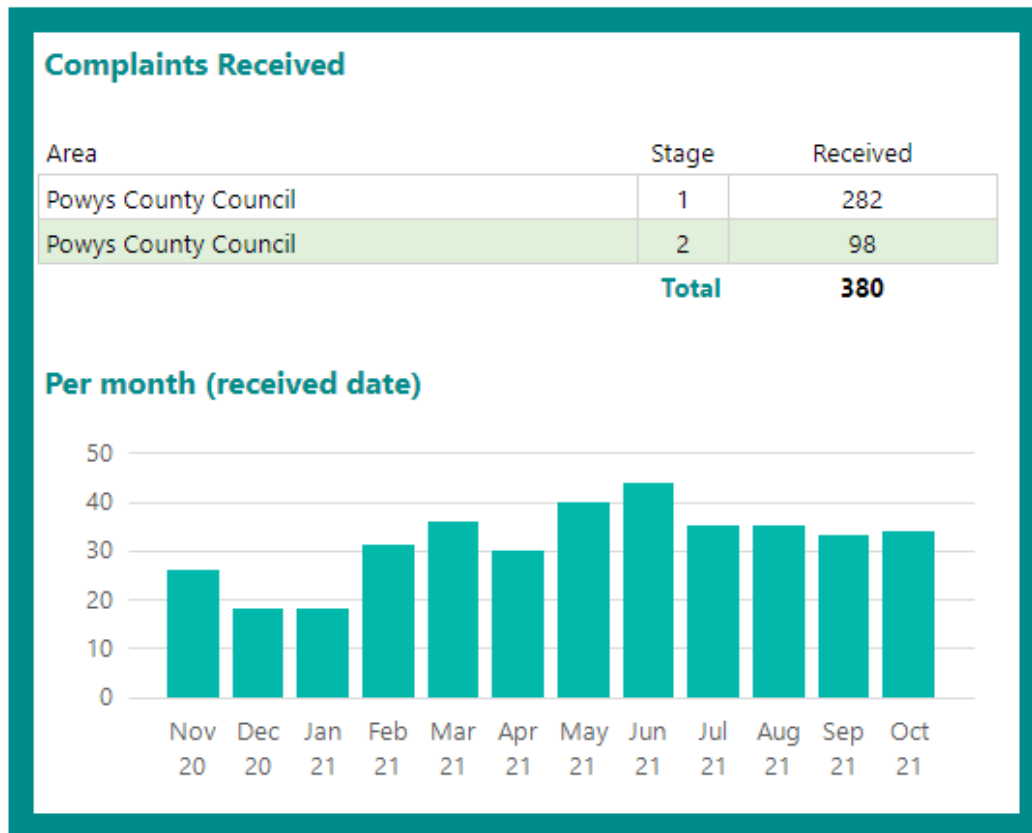 Complaints Received
Area Stage Received
Powys County Council 1 282
Powys County Council 2 98
Total 380
Per month (received date)
50
40
30
20
10
0
Nov Dec Jan Feb Mar Apr May Jun Jul Aug Sep Oct
20 20 21 21 21 21 21 21 21 21 21 21